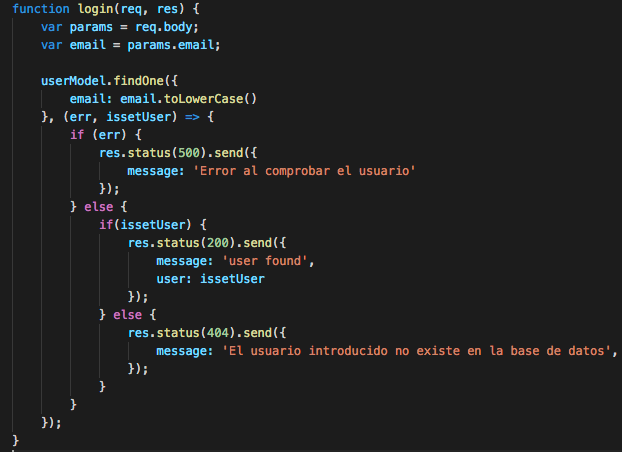 function login(req, res) {
    var params = req.body;
    var email = params.email;

    userModel.findOne({
        email: email.toLowerCase()
    }, (err, issetUser) => {
        if (err) {
            res.status(500).send({
                message: 'Error al comprobar el usuario'
            });
        } else {
            if(issetUser) {
                res.status(200).send({
                    message: 'user found',
                    user: issetUser
                });
            } else {
                res.status(404).send({
                    message: 'El usuario introducido no existe en la base de datos',
                });
            }
        }
    });
}